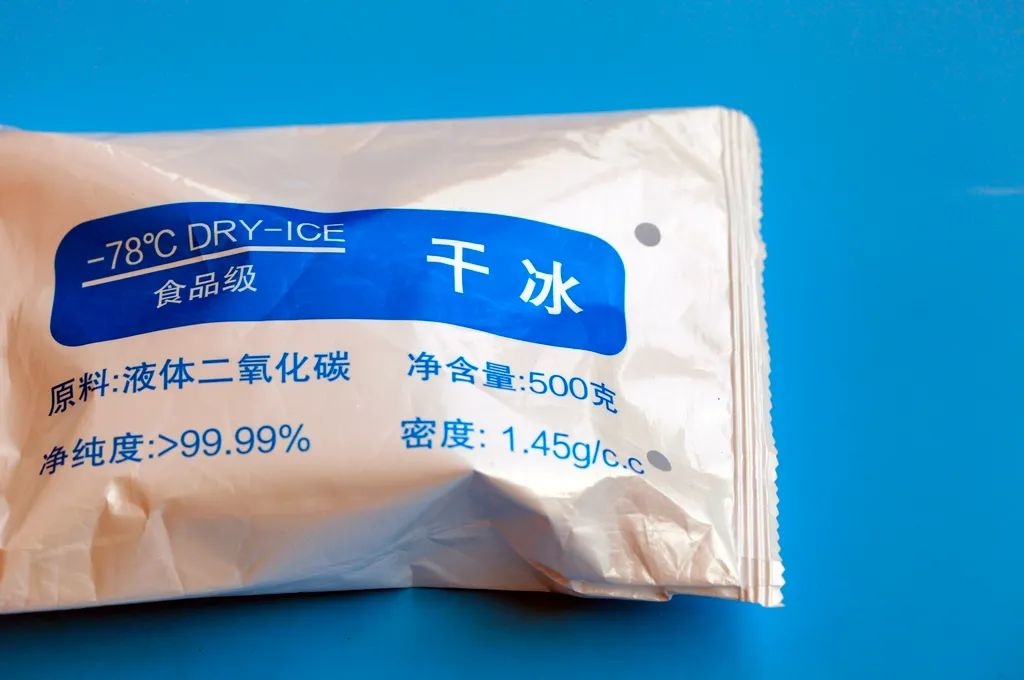 -78℃ DRY-ICE
食品级
干冰
原料:液体二氧化碳
净含量:500克
净纯度:>99.99%
密度: 1.45g/c.c